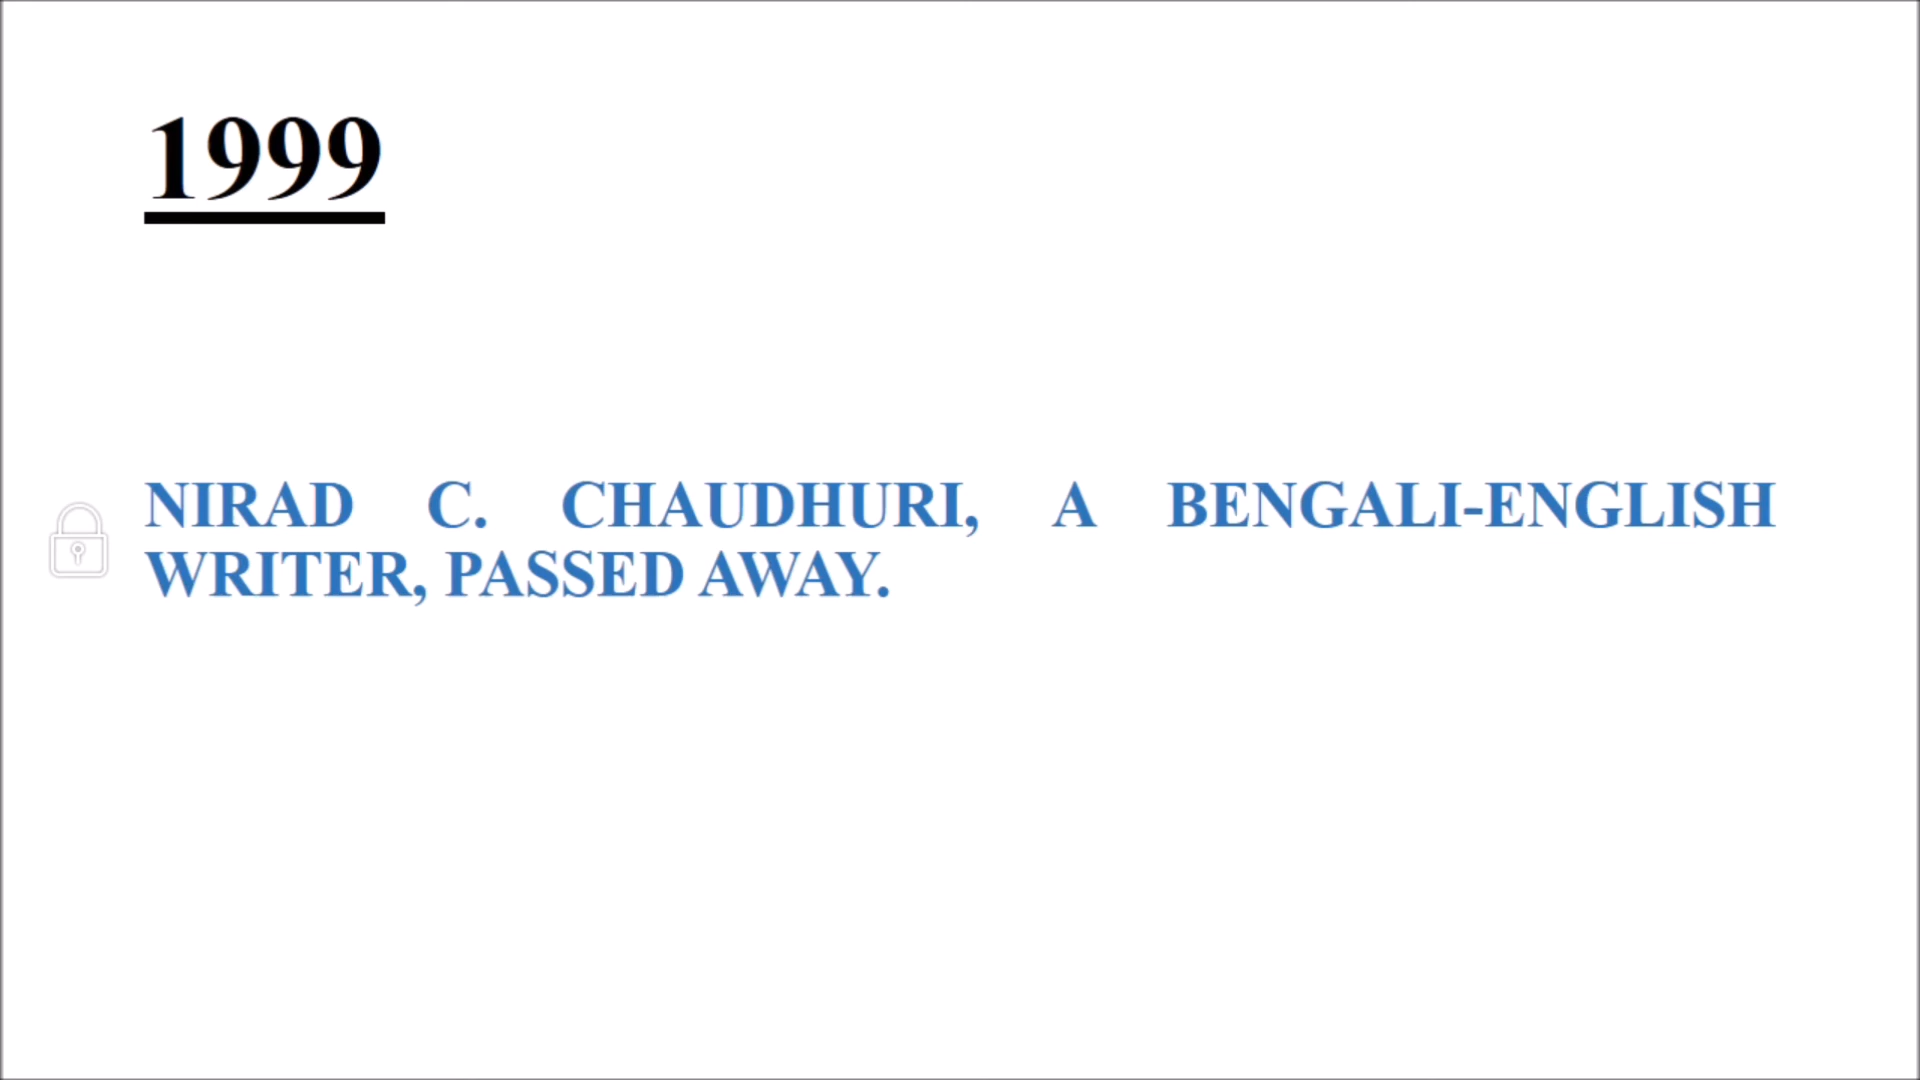 1999
NIRAD C. CHAUDHURI, A BENGALI-ENGLISH
WRITER, PASSED AWAY.